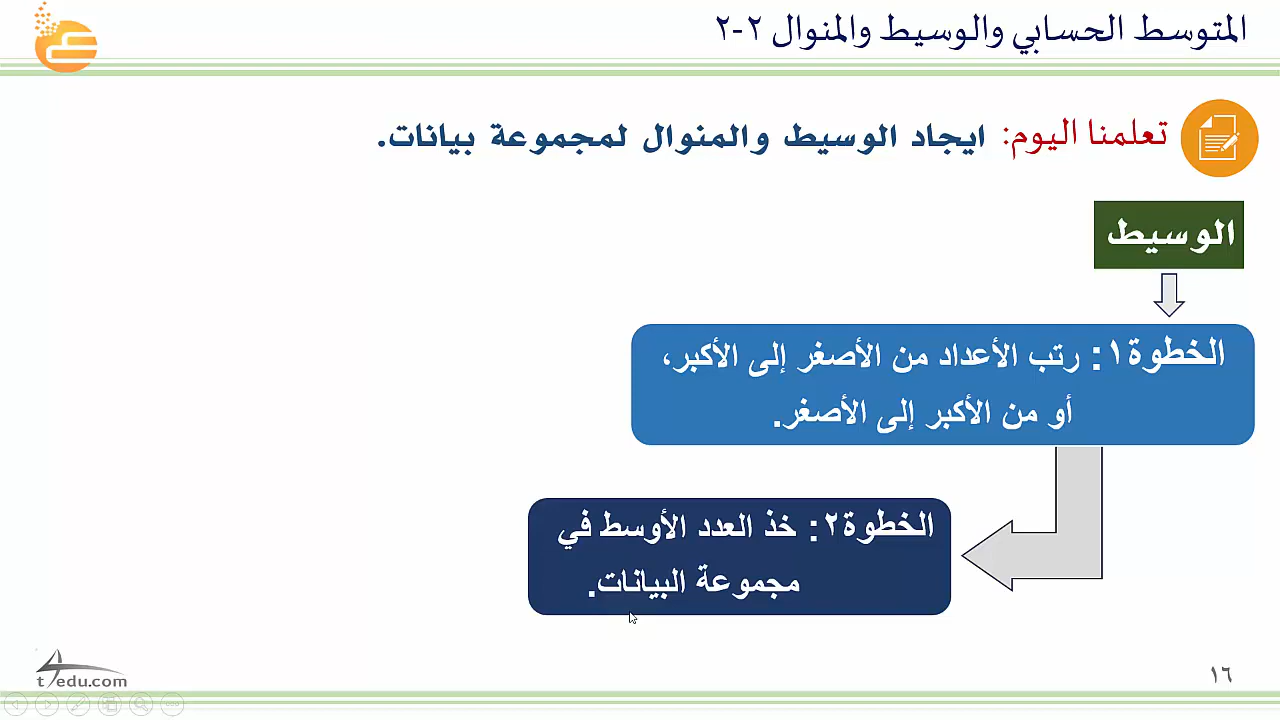 المتوسط الحسابي والوسيط والمنوال ٢-٢
تعلمنا اليوم: ايجاد الوسيط والمنوال لمجموعة بيانات.
الوسيط
الخطوة١: رتب الأعداد من الأصغر إلى الأكبر،
أو من الأكبر إلى الأصغر.
الخطوة٢: خذ العدد الأوسط في
مجموعة البيانات.
t4edu.com
١٦